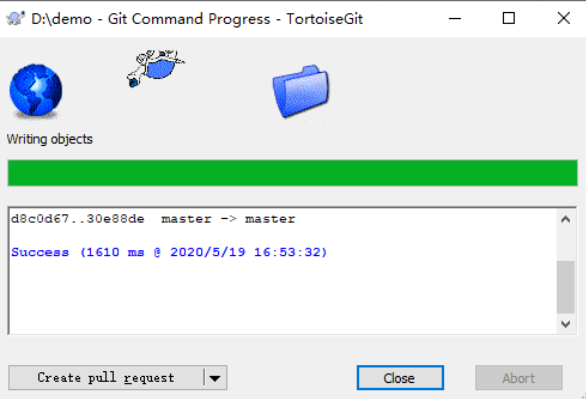 D:\demo - Git Command Progress - TortoiseGit
Writing objects
d8c0d67..30e88de  master -> master
Success (1610 ms @ 2020/5/19 16:53:32)
Create pull request
Close
Abort